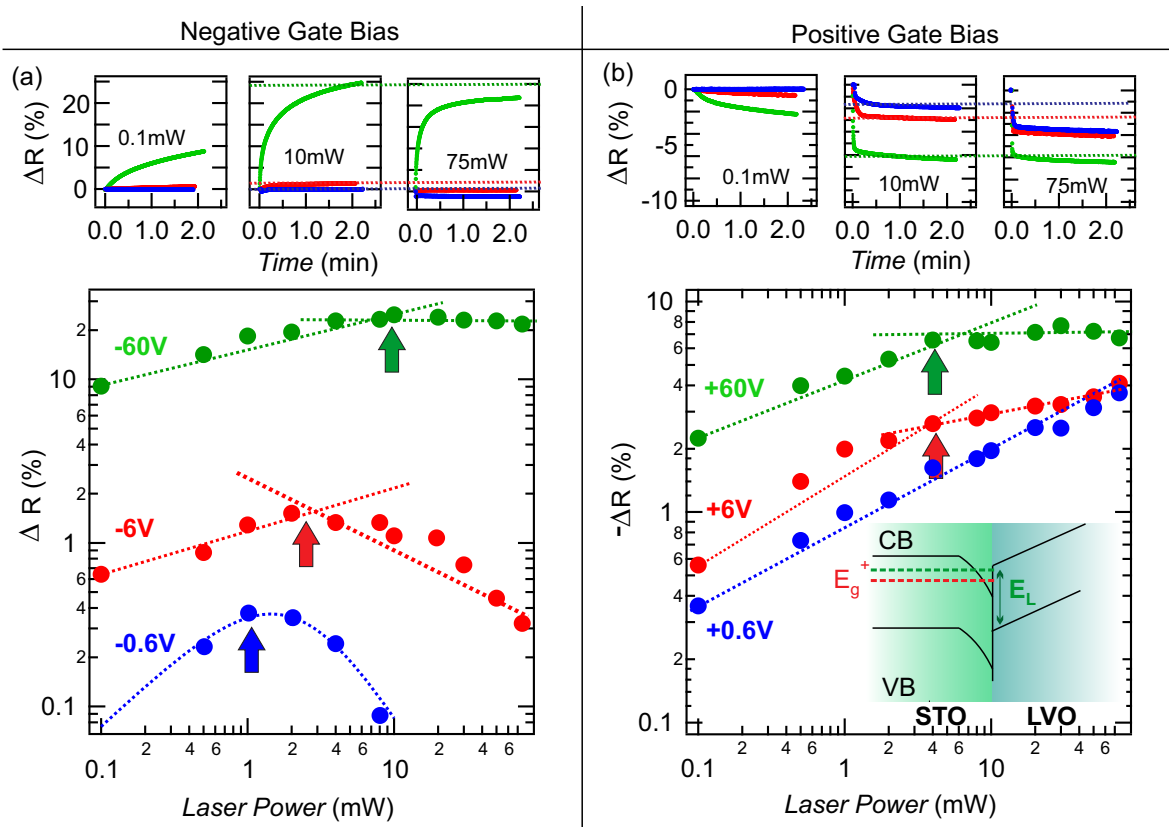 Negative Gate Bias
Positive Gate Bias
(a)
ΔR (%)
20
10
0
0.1mW
10mW
75mW
0.0 1.0 2.0
0.0 1.0 2.0
0.0 1.0 2.0
Time (min)
Δ R (%)
2
10
8
6
4
2
1
8
6
4
2
0.1
-60V
-6V
-0.6V
0.1 2 4 6 1 2 4 6 10 2 4 6
Laser Power (mW)
(b)
ΔR (%)
0
-5
-10
0.1mW
10mW
75mW
0.0 1.0 2.0
0.0 1.0 2.0
0.0 1.0 2.0
Time (min)
-ΔR (%)
10
8
6
4
2
1
8
6
4
2
0.1
+60V
+6V
+0.6V
CB
Eg+
EL
VB
STO
LVO
0.1 2 4 6 1 2 4 6 10 2 4 6
Laser Power (mW)